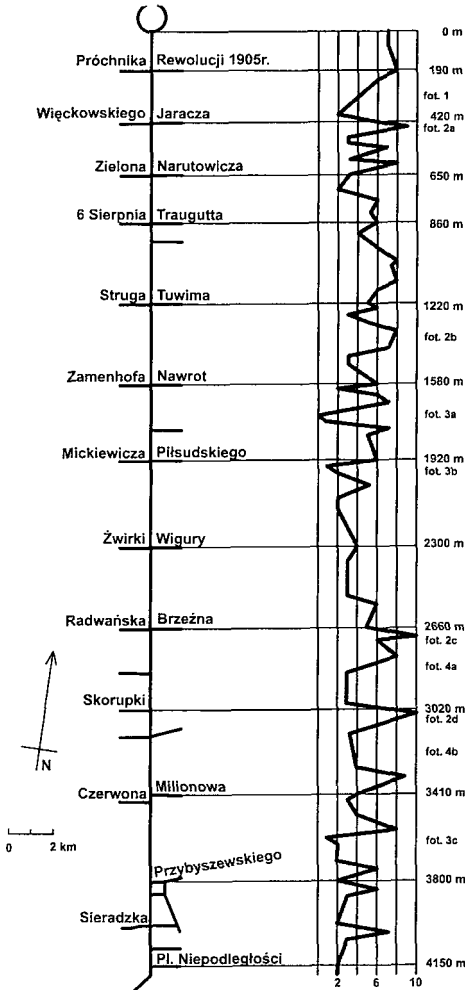 0 m
Próchnika Rewolucji 1905r. 190 m
fot. 1
Więckowskiego Jaracza 420 m
fot. 2a
Zielona Narutowicza 650 m
6 Sierpnia Traugutta 860 m
Struga Tuwima 1220 m
fot. 2b
Zamenhofa Nawrot 1580 m
fot. 3a
Mickiewicza Piłsudskiego 1920 m
fot. 3b
Żwirki Wigury 2300 m
Radwańska Brzeźna 2660 m
fot. 2c
fot. 4a
Skorupki 3020 m
fot. 2d
fot. 4b
N
Czerwona Milionowa 3410 m
0 2 km
fot. 3c
Przybyszewskiego 3800 m
Sieradzka
Pl. Niepodległości 4150 m
2 6 10